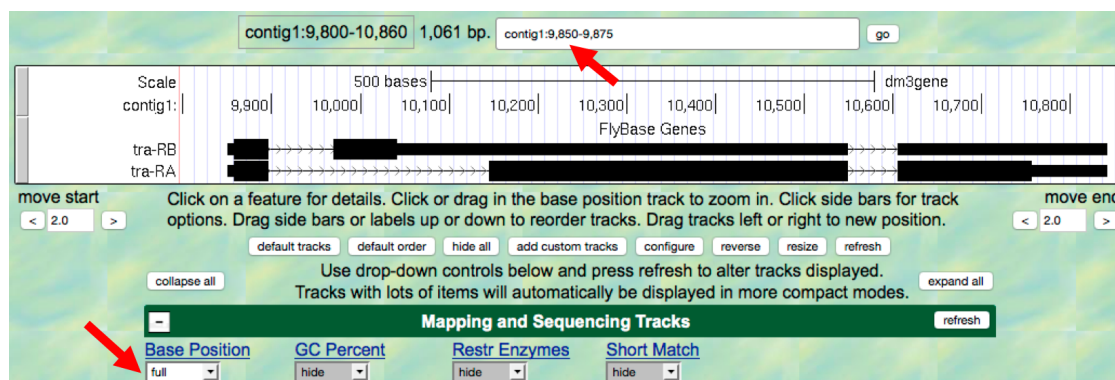 contig1:9,800-10,860 1,061 bp. contig1:9,850-9,875 go
Scale 500 bases dm3gene
contig1: 9,900 10,000 10,100 10,200 10,300 10,400 10,500 10,600 10,700 10,800
FlyBase Genes
tra-RB
tra-RA
move start Click on a feature for details. Click or drag in the base position track to zoom in. Click side bars for track move end
< 2.0 > options. Drag side bars or labels up or down to reorder tracks. Drag tracks left or right to new position. < 2.0 >
default tracks default order hide all add custom tracks configure reverse resize refresh
collapse all Use drop-down controls below and press refresh to alter tracks displayed. expand all
Tracks with lots of items will automatically be displayed in more compact modes.
- Mapping and Sequencing Tracks refresh
Base Position GC Percent Restr Enzymes Short Match
full hide hide hide